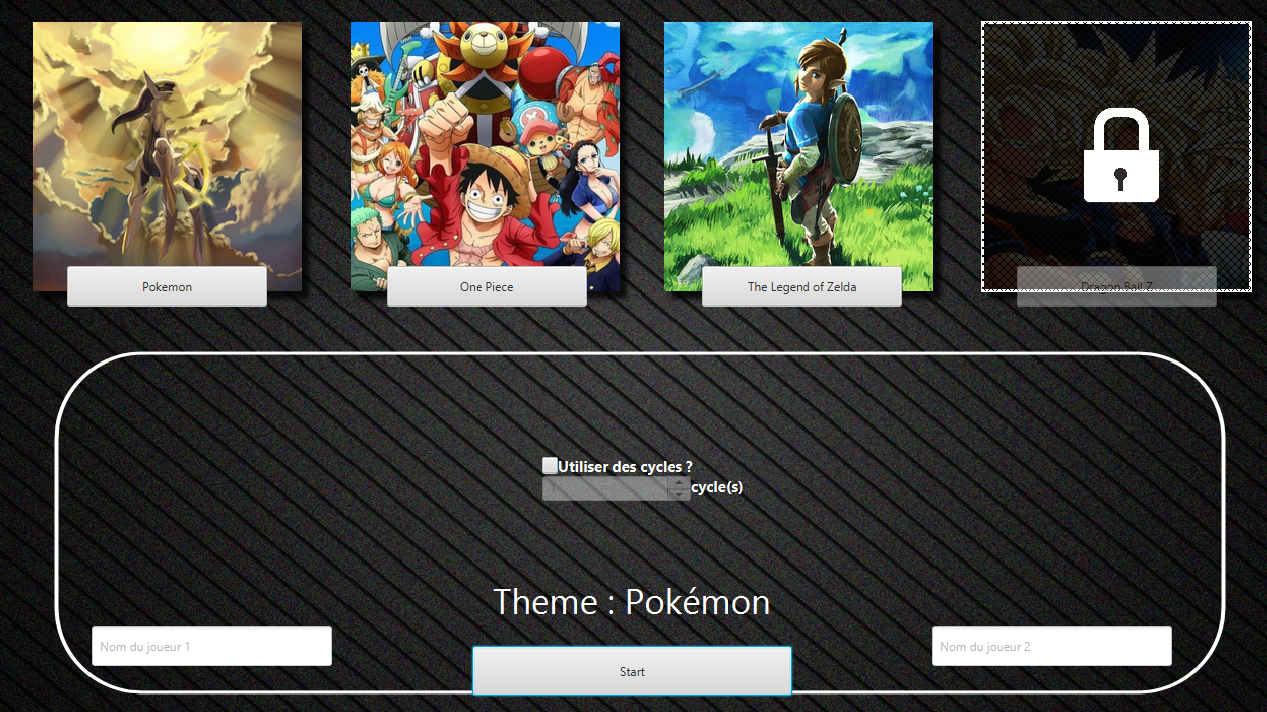 Pokemon
One Piece
The Legend of Zelda
Dragon Ball Z
Utiliser des cycles ?
cycle(s)
Theme : Pokémon
Nom du joueur 1
Nom du joueur 2
Start